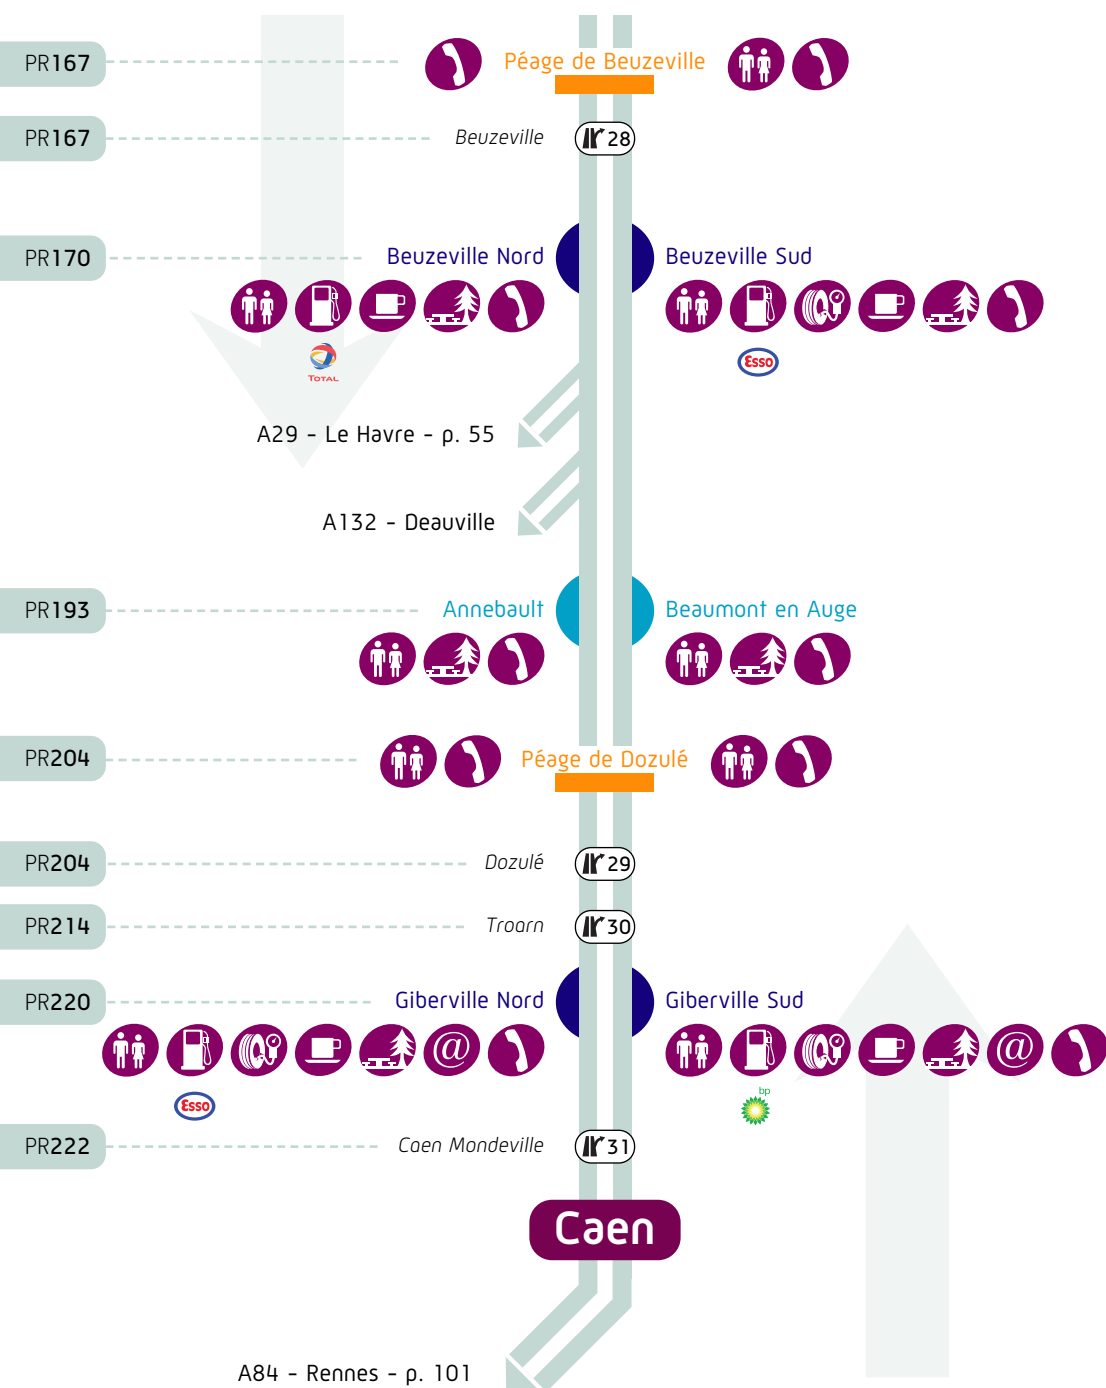 PR167
Péage de Beuzeville
PR167
Beuzeville
28
PR170
Beuzeville Nord
Beuzeville Sud
TOTAL
Esso
A29 - Le Havre - p. 55
A132 - Deauville
PR193
Annebault
Beaumont en Auge
PR204
Péage de Dozulé
PR204
Dozulé
29
PR214
Troarn
30
PR220
Giberville Nord
Giberville Sud
@
@
Esso
bp
PR222
Caen Mondeville
31
Caen
A84 - Rennes - p. 101